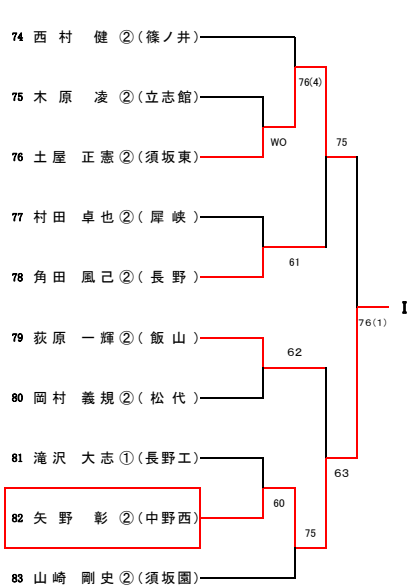 74 西村 健②(篠ノ井)
76(4)
75 木原 凌②(立志館)
WO
75
76 土屋 正憲②(須坂東)
77 村田 卓也②(犀峡)
61
78 角田 風己②(長野)
I
76(1)
79 荻原 一輝②(飯山)
62
80 岡村 義規②(松代)
81 滝沢 大志①(長野工)
63
60
82 矢野 彰②(中野西)
75
83 山崎 剛史②(須坂園)